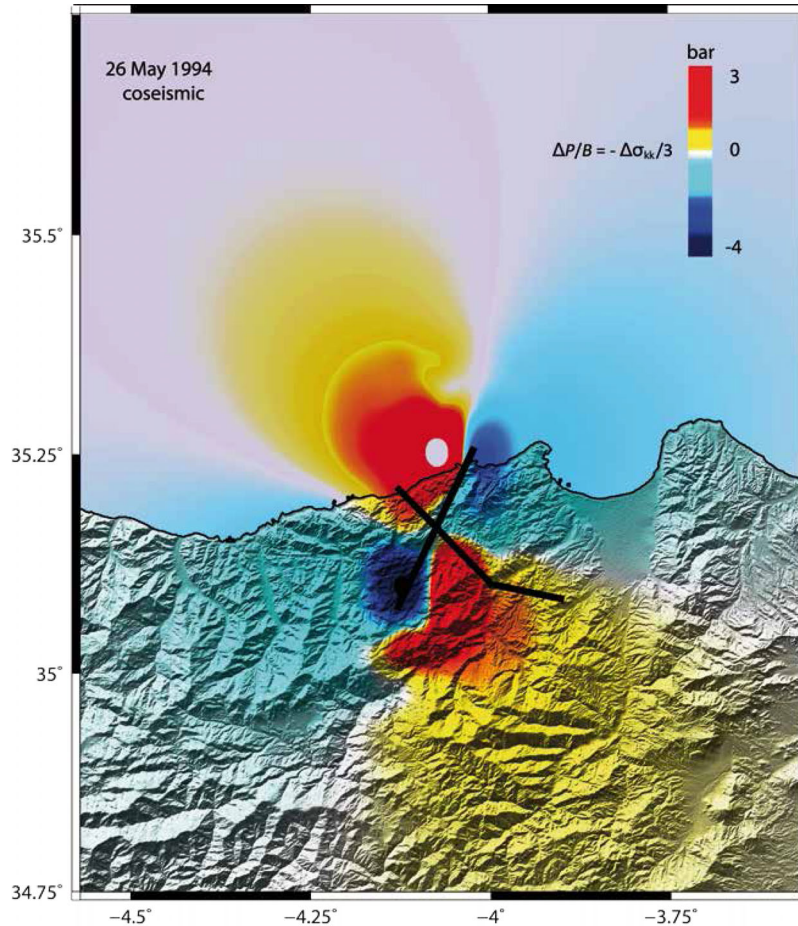 26 May 1994
coseismic
bar
3
ΔP/B = - Δσkk/3
0
-4
35.5˚
35.25˚
35˚
34.75˚
−4.5˚
−4.25˚
−4˚
−3.75˚